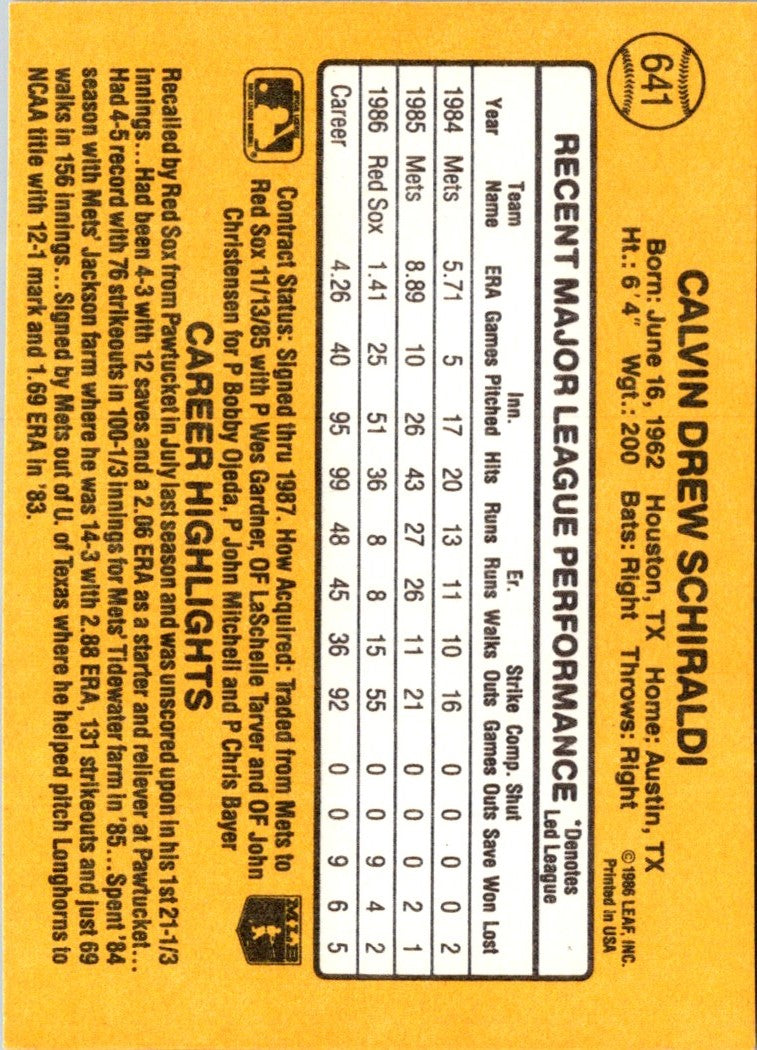 641
CALVIN DREW SCHIRALDI
Born: June 16, 1962 Houston, TX Home: Austin, TX
Ht.: 6'4" Wgt.: 200 Bats: Right Throws: Right
© 1986 LEAF, INC.
Printed in USA
RECENT MAJOR LEAGUE PERFORMANCE *Denotes Led League
Team Inn. Er. Strike Comp. Shut
Year Name ERA Games Pitched Hits Runs Runs Walks Outs Games Outs Save Won Lost
1984 Mets 5.71 5 17 20 13 11 10 16 0 0 0 0 2
1985 Mets 8.89 10 26 43 27 26 11 21 0 0 0 2 1
1986 Red Sox 1.41 25 51 36 8 8 15 55 0 0 9 4 2
Career 4.26 40 95 99 48 45 36 92 0 0 9 6 5
Contract Status: Signed thru 1987. How Acquired: Traded from Mets to
Red Sox 11/13/85 with P Wes Gardner, OF LaSchelle Tarver and OF John
Christensen for P Bobby Ojeda, P John Mitchell and P Chris Bayer
MLB
CAREER HIGHLIGHTS
Recalled by Red Sox from Pawtucket in July last season and was unscored upon in his 1st 21-1/3
innings... Had been 4-3 with 12 saves and a 2.06 ERA as a starter and reliever at Pawtucket...
Had 4-5 record with 76 strikeouts in 100-1/3 innings for Mets' Tidewater farm in '85... Spent '84
season with Mets' Jackson farm where he was 14-3 with 2.88 ERA, 131 strikeouts and just 69
walks in 156 innings... Signed by Mets out of U. of Texas where he helped pitch Longhorns to
NCAA title with 12-1 mark and 1.69 ERA in '83.